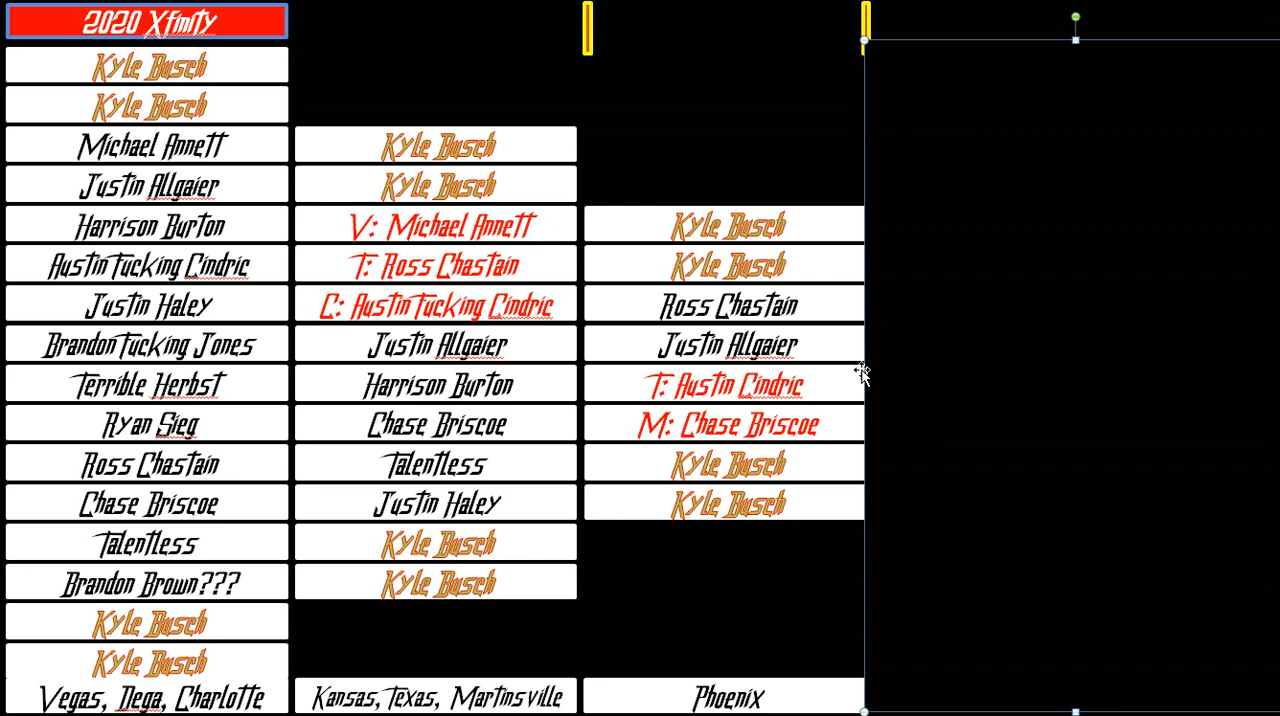 2020 Xfinity
Kyle Busch
Kyle Busch
Michael Annett
Justin Allgaier
Harrison Burton
Austin Fucking Cindric
Justin Haley
Brandon Fucking Jones
Terrible Herbst
Ryan Sieg
Ross Chastain
Chase Briscoe
Talentless
Brandon Brown???
Kyle Busch
Kyle Busch
Vegas, Dega, Charlotte
Kyle Busch
Kyle Busch
V: Michael Annett
T: Ross Chastain
C: Austin Fucking Cindric
Justin Allgaier
Harrison Burton
Chase Briscoe
Talentless
Justin Haley
Kyle Busch
Kyle Busch
Kansas, Texas, Martinsville
Kyle Busch
Kyle Busch
Ross Chastain
Justin Allgaier
T: Austin Cindric
M: Chase Briscoe
Kyle Busch
Kyle Busch
Phoenix